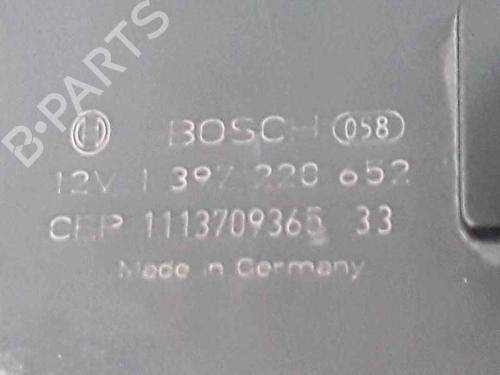 B-PARTS
BOSCH 058
12V 1 397 220 652
CEP 1113709365 33
Made in Germany